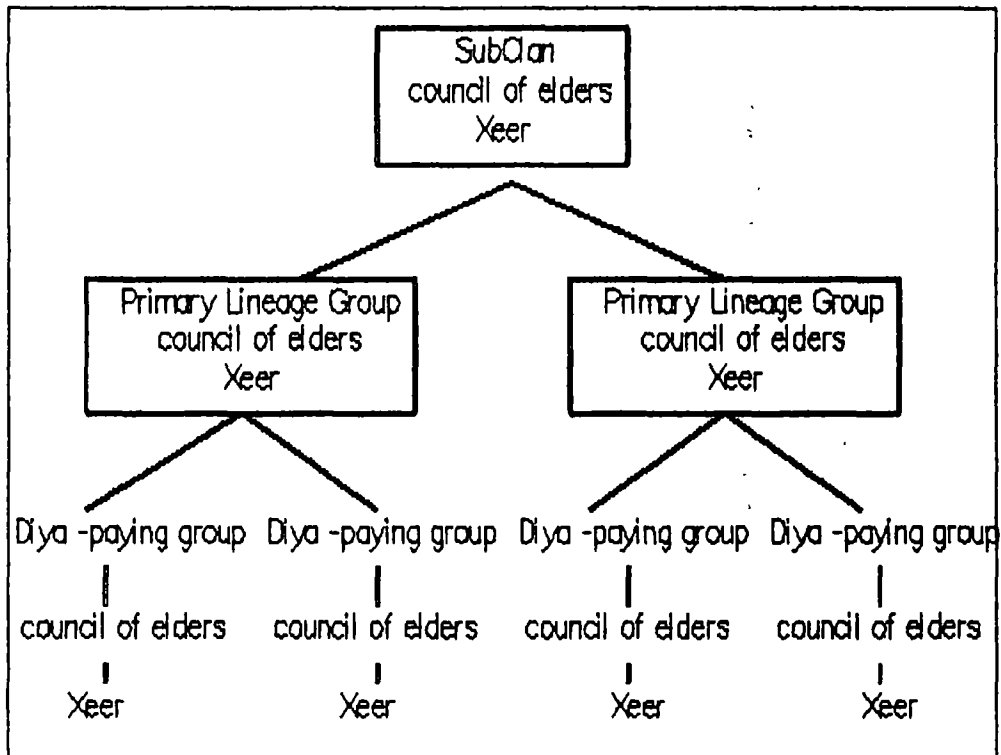 SubClan
council of elders
Xeer
Primary Lineage Group
council of elders
Xeer
Primary Lineage Group
council of elders
Xeer
Diya -paying group Diya -paying group Diya -paying group Diya -paying group
council of elders council of elders council of elders council of elders
Xeer Xeer Xeer Xeer